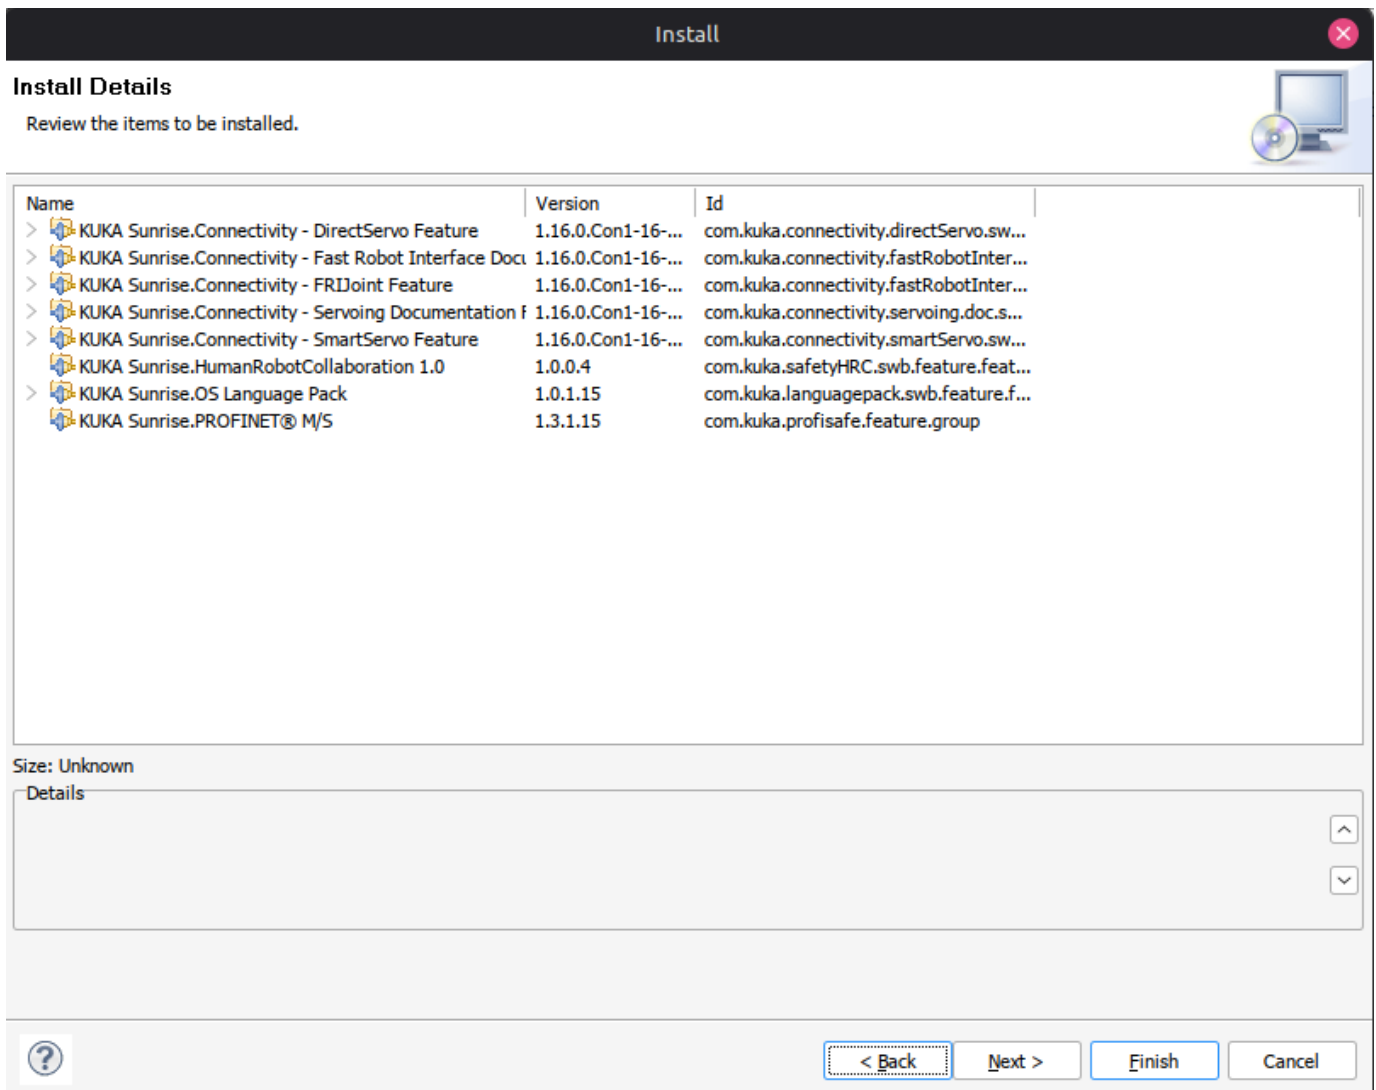 Install
Install Details
Review the items to be installed.
Name Version Id
KUKA Sunrise.Connectivity - DirectServo Feature 1.16.0.Con1-16-... com.kuka.connectivity.directServo.sw...
KUKA Sunrise.Connectivity - Fast Robot Interface Docu 1.16.0.Con1-16-... com.kuka.connectivity.fastRobotInter...
KUKA Sunrise.Connectivity - FRIJoint Feature 1.16.0.Con1-16-... com.kuka.connectivity.fastRobotInter...
KUKA Sunrise.Connectivity - Servoing Documentation F 1.16.0.Con1-16-... com.kuka.connectivity.servoing.doc.s...
KUKA Sunrise.Connectivity - SmartServo Feature 1.16.0.Con1-16-... com.kuka.connectivity.smartServo.sw...
KUKA Sunrise.HumanRobotCollaboration 1.0 1.0.0.4 com.kuka.safetyHRC.swb.feature.feat...
KUKA Sunrise.OS Language Pack 1.0.1.15 com.kuka.languagepack.swb.feature.f...
KUKA Sunrise.PROFINET® M/S 1.3.1.15 com.kuka.profisafe.feature.group
Size: Unknown
Details
< Back Next > Finish Cancel